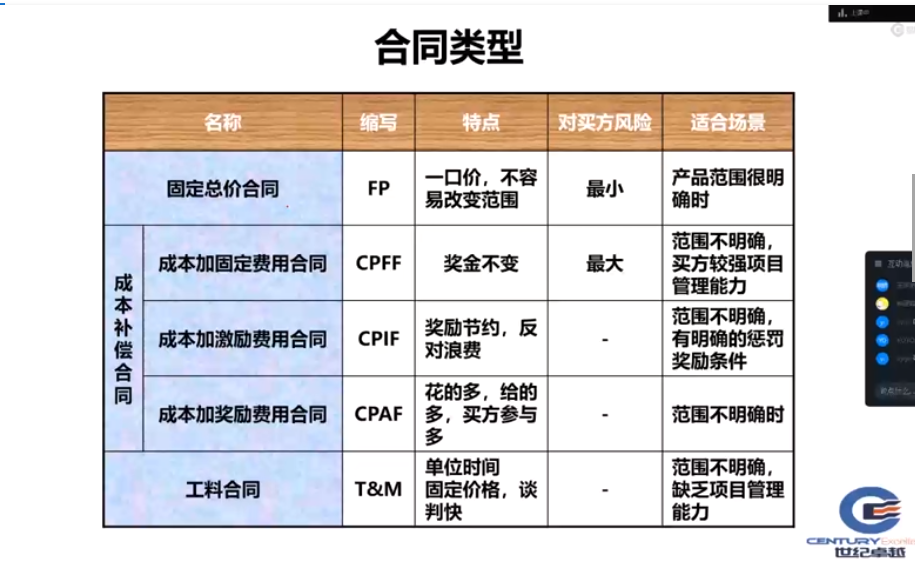 上课中
合同类型
名称 缩写 特点 对买方风险 适合场景
固定总价合同 FP 一口价，不容 最小 产品范围很明
易改变范围 确时
成本补偿合同
成本加固定费用合同 CPFF 奖金不变 最大 范围不明确，
买方较强项目
管理能力
成本加激励费用合同 CPIF 奖励节约，反 - 范围不明确，
对浪费 有明确的惩罚
奖励条件
成本加奖励费用合同 CPAF 花的多，给的 - 范围不明确时
多，买方参与
多
工料合同 T&M 单位时间 - 范围不明确，
固定价格，谈 缺乏项目管理
判快 能力
CENTURY
世纪卓越